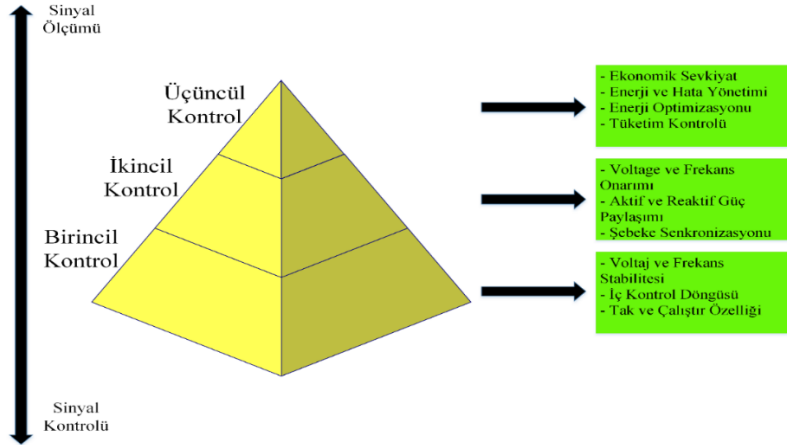 Sinyal
Ölçümü
Üçüncül
Kontrol
İkincil
Kontrol
Birincil
Kontrol
Sinyal
Kontrolü
- Ekonomik Sevkiyat
- Enerji ve Hata Yönetimi
- Enerji Optimizasyonu
- Tüketim Kontrolü
- Voltage ve Frekans
Onarımı
- Aktif ve Reaktif Güç
Paylaşımı
- Şebeke Senkronizasyonu
- Voltaj ve Frekans
Stabilitesi
- İç Kontrol Döngüsü
- Tak ve Çalıştır Özelliği